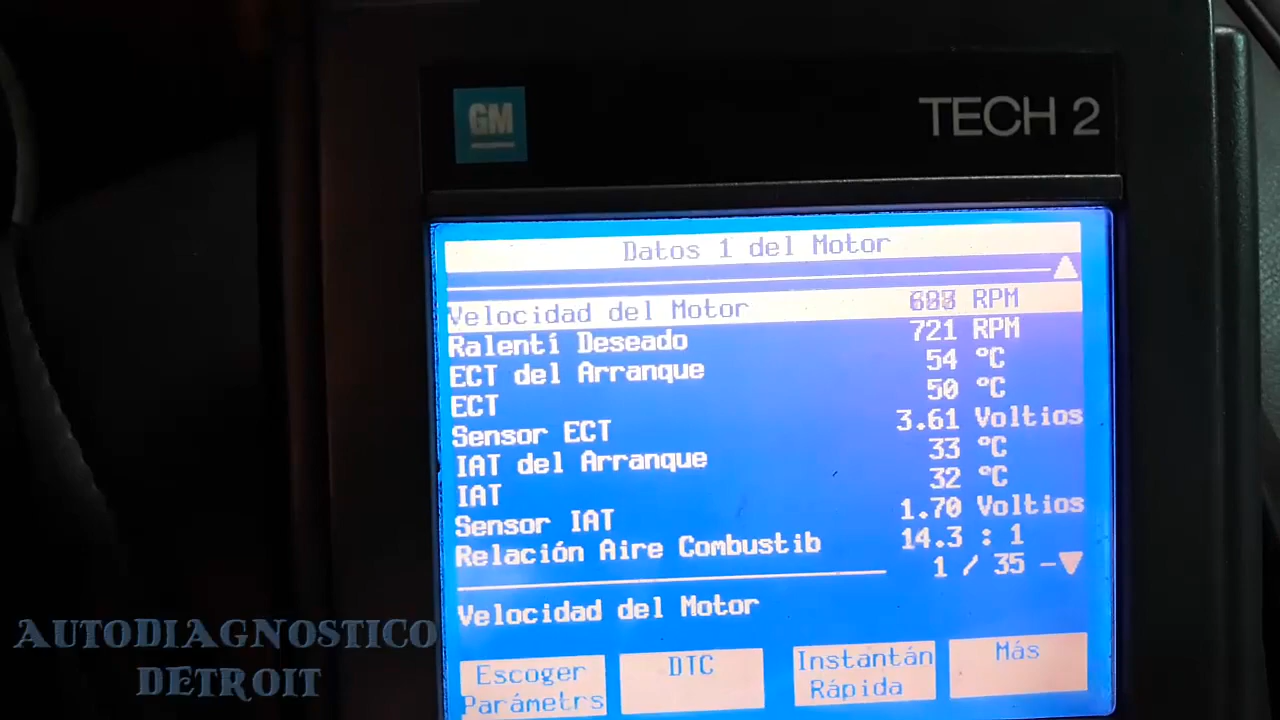 GM
TECH 2
Datos 1 del Motor
Velocidad del Motor RPM
Ralentí Deseado 721 RPM
ECT del Arranque 54 °C
ECT 50 °C
Sensor ECT 3.61 Voltios
IAT del Arranque 33 °C
IAT 32 °C
Sensor IAT 1.70 Voltios
Relación Aire Combustib 14.3 : 1
1 / 35
Velocidad del Motor
Escoger Parámetrs
DTC
Instantán Rápida
Más
AUTODIAGNOSTICO
DETROIT